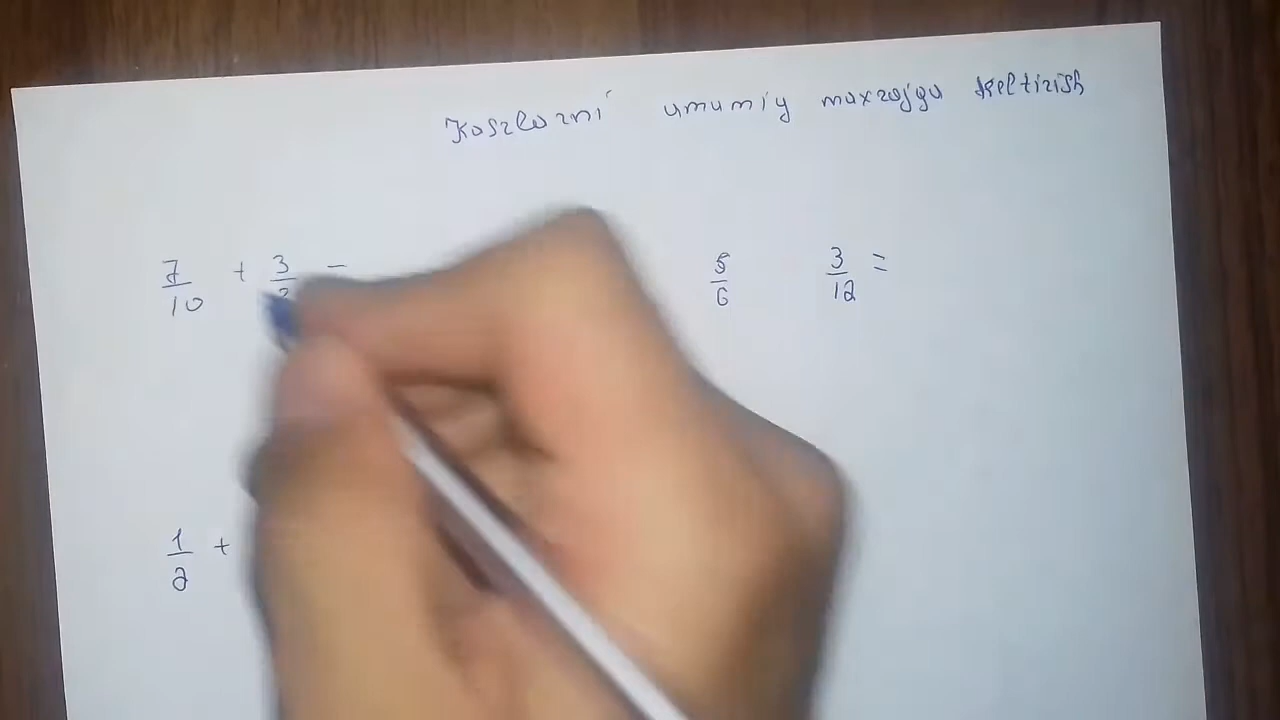 Kasrlarni umumiy maxrajga keltirish
7/10 + 3/ = 5/6 3/12 =
1/2 +